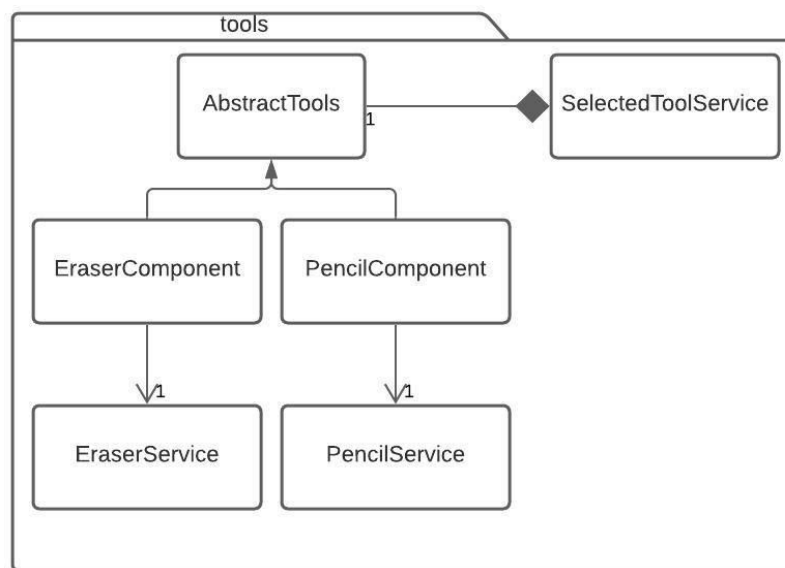 tools
AbstractTools
1
SelectedToolService
EraserComponent
PencilComponent
1
1
EraserService
PencilService